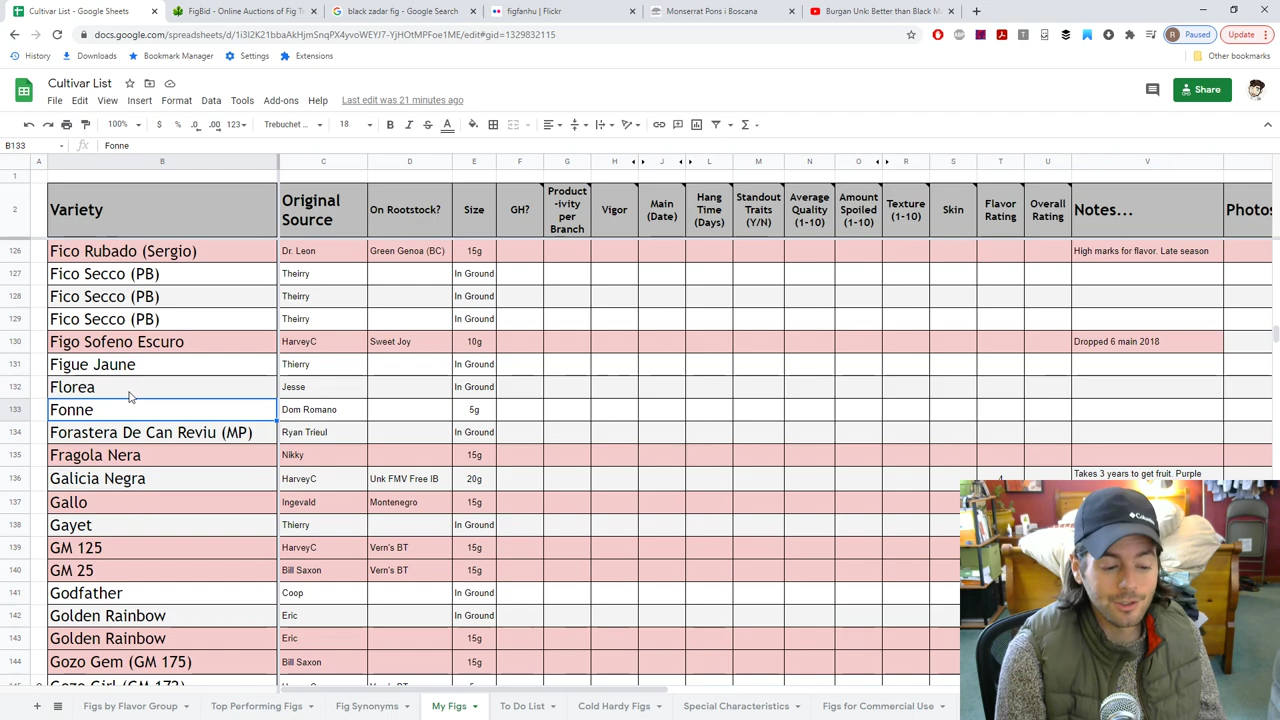 Cultivar List - Google Sheets
FigBid - Online Auctions of Fig T
black zadar fig - Google Search
figfanhu | Flickr
Monserrat Pons i Boscana
Burgan Unk: Better than Black M
docs.google.com/spreadsheets/d/1i3I2K21bbaAkHjmSnqPX4yvoWEYJ7-YjHOtMPFoe1ME/edit#gid=1329832115
Paused
Update
History
Downloads
Bookmark Manager
Settings
Extensions
Other bookmarks
Cultivar List
File Edit View Insert Format Data Tools Add-ons Help Last edit was 21 minutes ago
Share
100% $ % .0 .00 123 Trebuchet ... 18
B133 fx Fonne
A B C D E F G H J L M N O R S T U V
1
2 Variety Original Source On Rootstock? Size GH? Product-ivity per Branch Vigor Main (Date) Hang Time (Days) Standout Traits (Y/N) Average Quality (1-10) Amount Spoiled (1-10) Texture (1-10) Skin Flavor Rating Overall Rating Notes... Photos
126 Fico Rubado (Sergio) Dr. Leon Green Genoa (BC) 15g High marks for flavor. Late season
127 Fico Secco (PB) Theirry In Ground
128 Fico Secco (PB) Theirry In Ground
129 Fico Secco (PB) Theirry In Ground
130 Figo Sofeno Escuro HarveyC Sweet Joy 10g Dropped 6 main 2018
131 Figue Jaune Thierry In Ground
132 Florea Jesse In Ground
133 Fonne Dom Romano 5g
134 Forastera De Can Reviu (MP) Ryan Trieul In Ground
135 Fragola Nera Nikky 15g
136 Galicia Negra HarveyC Unk FMV Free IB 20g 4 Takes 3 years to get fruit. Purple
137 Gallo Ingevald Montenegro 15g
138 Gayet Thierry In Ground
139 GM 125 HarveyC Vern's BT 15g
140 GM 25 Bill Saxon Vern's BT 15g
141 Godfather Coop In Ground
142 Golden Rainbow Eric In Ground
143 Golden Rainbow Eric 15g
144 Gozo Gem (GM 175) Bill Saxon 15g
Columbia
Figs by Flavor Group
Top Performing Figs
Fig Synonyms
My Figs
To Do List
Cold Hardy Figs
Special Characteristics
Figs for Commercial Use